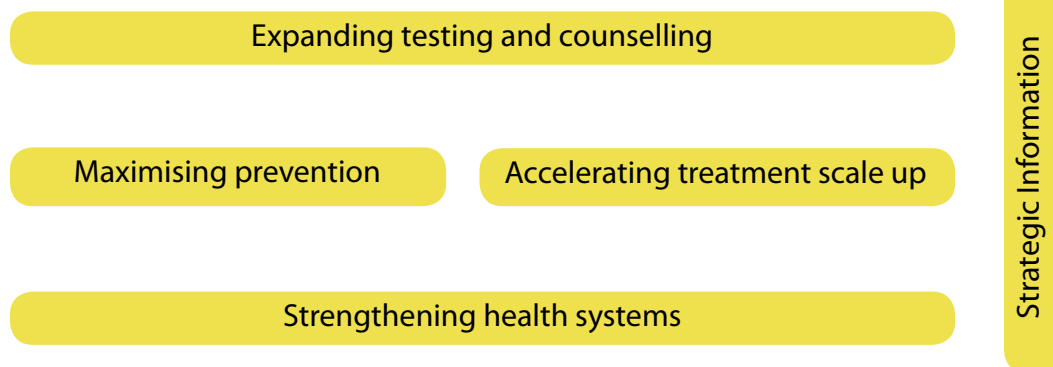 Expanding testing and counselling
Maximising prevention
Accelerating treatment scale up
Strengthening health systems
Strategic Information